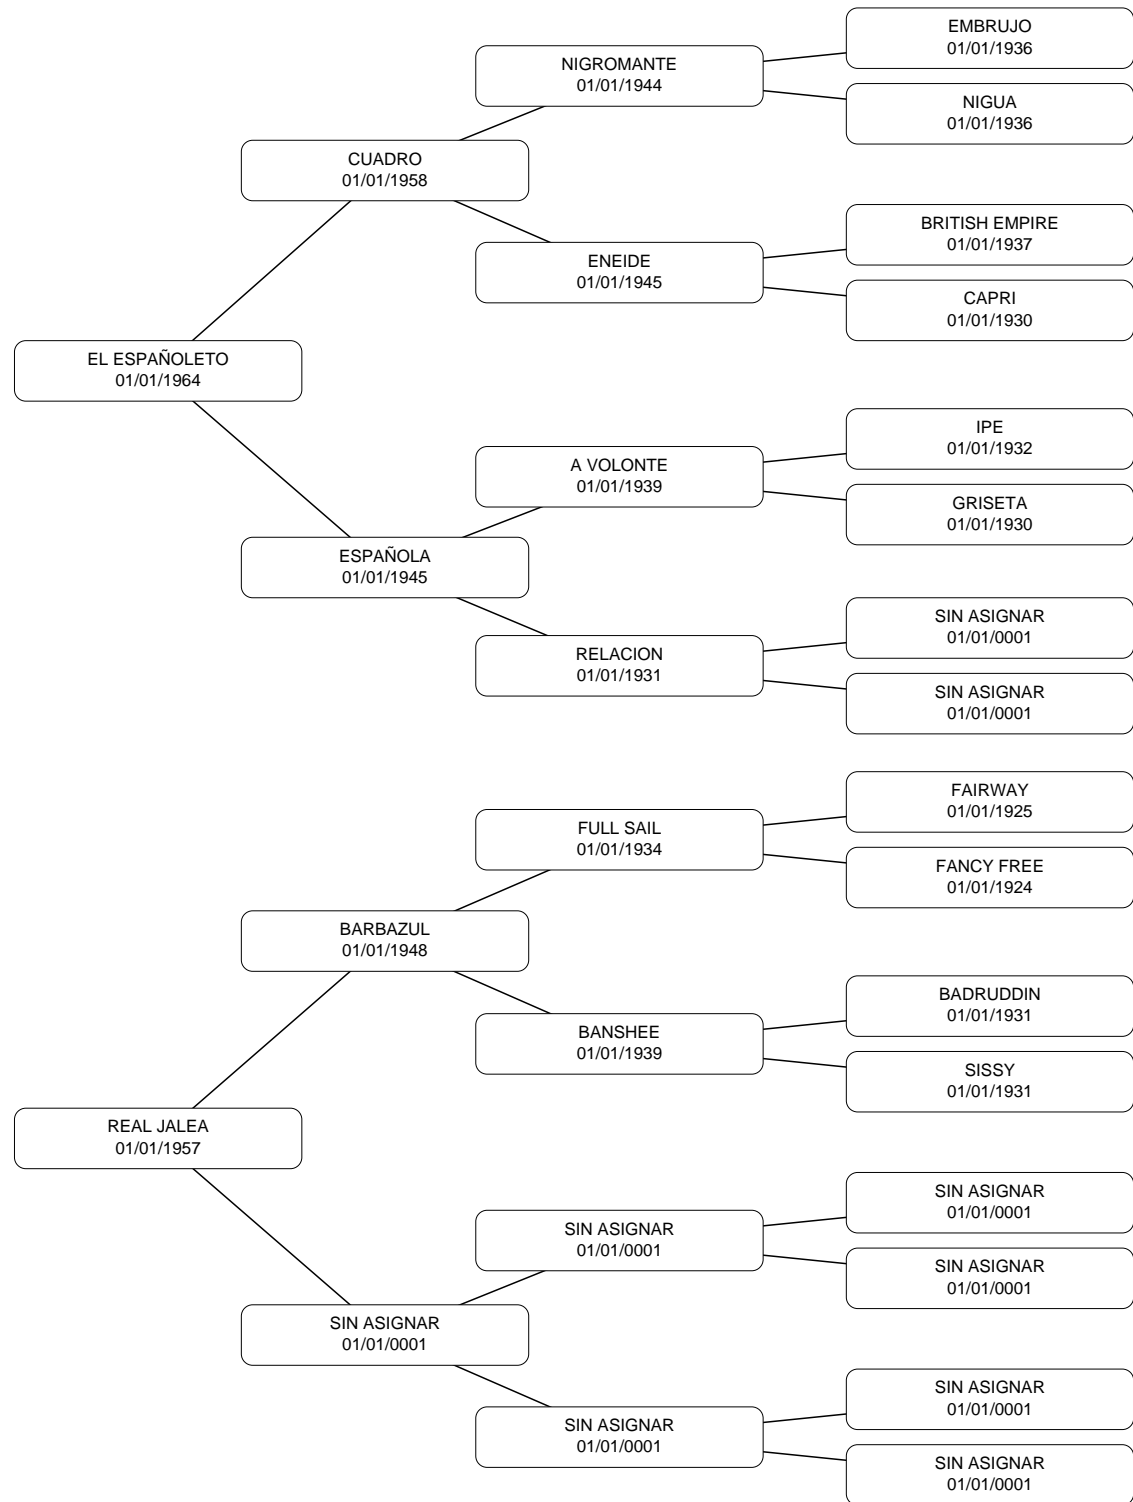 EMBRUJO
01/01/1936
NIGROMANTE
01/01/1944
NIGUA
01/01/1936
CUADRO
01/01/1958
BRITISH EMPIRE
01/01/1937
ENEIDE
01/01/1945
CAPRI
01/01/1930
EL ESPAÑOLETO
01/01/1964
IPE
01/01/1932
A VOLONTE
01/01/1939
GRISETA
01/01/1930
ESPAÑOLA
01/01/1945
SIN ASIGNAR
01/01/0001
RELACION
01/01/1931
SIN ASIGNAR
01/01/0001
FAIRWAY
01/01/1925
FULL SAIL
01/01/1934
FANCY FREE
01/01/1924
BARBAZUL
01/01/1948
BADRUDDIN
01/01/1931
BANSHEE
01/01/1939
SISSY
01/01/1931
REAL JALEA
01/01/1957
SIN ASIGNAR
01/01/0001
SIN ASIGNAR
01/01/0001
SIN ASIGNAR
01/01/0001
SIN ASIGNAR
01/01/0001
SIN ASIGNAR
01/01/0001
SIN ASIGNAR
01/01/0001
SIN ASIGNAR
01/01/0001